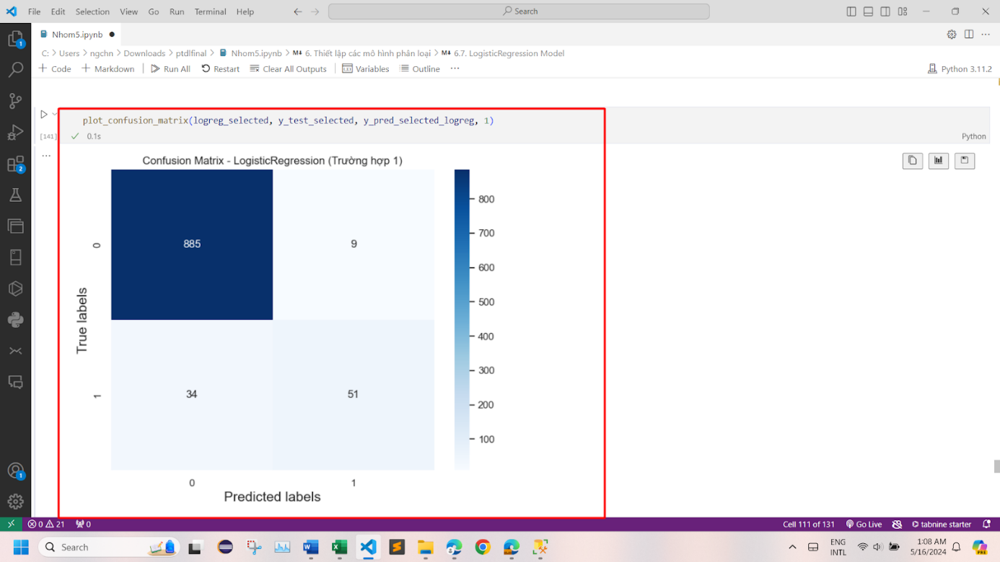 File Edit Selection View Go Run Terminal Help
Search
Nhom5.ipynb
C: > Users > ngchn > Downloads > ptdlfinal > Nhom5.ipynb > M↓ 6. Thiết lập các mô hình phân loại > M↓ 6.7. LogisticRegression Model
+ Code + Markdown Run All Restart Clear All Outputs Variables Outline ... Python 3.11.2
plot_confusion_matrix(logreg_selected, y_test_selected, y_pred_selected_logreg, 1)
[141] ✓ 0.1s Python
...
Confusion Matrix - LogisticRegression (Trường hợp 1)
885 9
34 51
0
1
True labels
0 1
Predicted labels
800
700
600
500
400
300
200
100
1
2
1
0 21 0 Cell 111 of 131 Go Live tabnine starter
Search
ENG
INTL
1:08 AM
5/16/2024
PRE